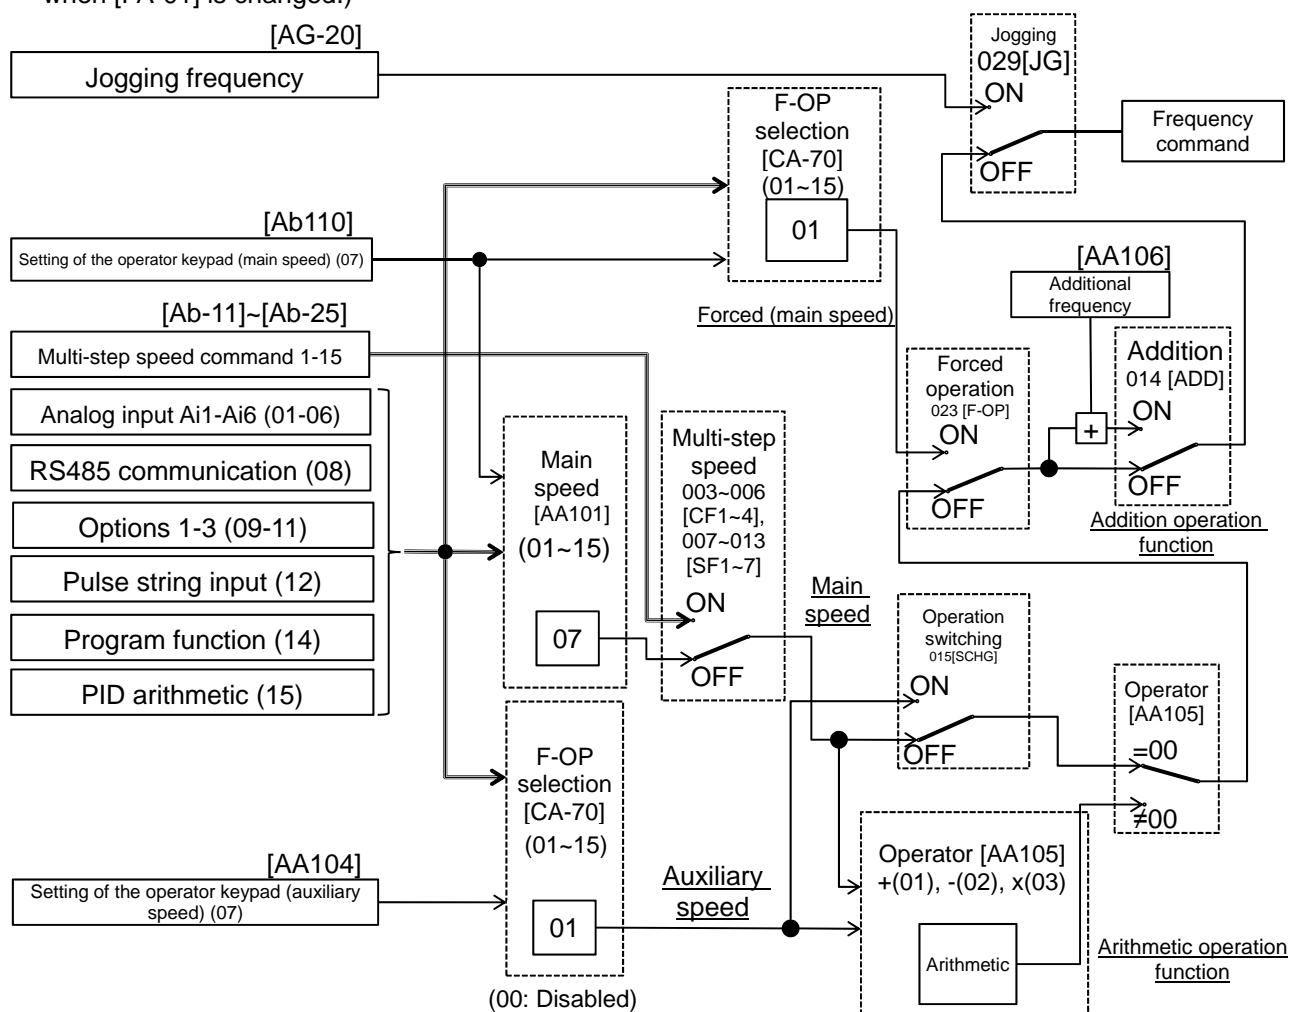 when [FA-01] is changed.)
[AG-20]
Jogging frequency
Jogging
029[JG]
ON
OFF
Frequency
command
F-OP
selection
[CA-70]
(01~15)
01
[Ab110]
Setting of the operator keypad (main speed) (07)
Forced (main speed)
[AA106]
Additional
frequency
[Ab-11]~[Ab-25]
Multi-step speed command 1-15
Analog input Ai1-Ai6 (01-06)
RS485 communication (08)
Options 1-3 (09-11)
Pulse string input (12)
Program function (14)
PID arithmetic (15)
Forced
operation
023 [F-OP]
ON
OFF
+
Addition
014 [ADD]
ON
OFF
Addition operation
function
Main
speed
[AA101]
(01~15)
07
Multi-step
speed
003~006
[CF1~4],
007~013
[SF1~7]
ON
OFF
Main
speed
Operation
switching
015[SCHG]
ON
OFF
Operator
[AA105]
=00
≠00
F-OP
selection
[CA-70]
(01~15)
01
(00: Disabled)
[AA104]
Setting of the operator keypad (auxiliary
speed) (07)
Auxiliary
speed
Operator [AA105]
+(01), -(02), x(03)
Arithmetic
Arithmetic operation
function